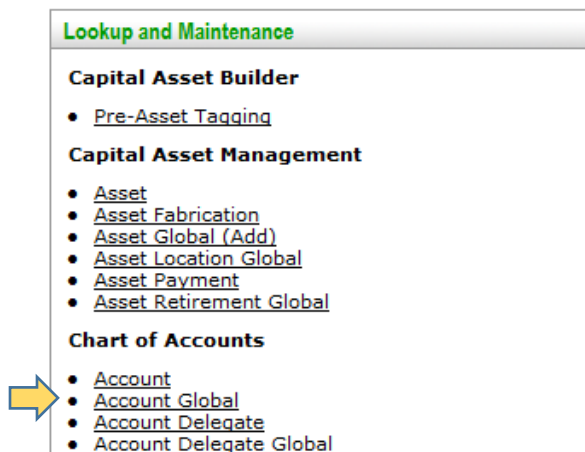 Lookup and Maintenance
Capital Asset Builder
Pre-Asset Tagging
Capital Asset Management
Asset
Asset Fabrication
Asset Global (Add)
Asset Location Global
Asset Payment
Asset Retirement Global
Chart of Accounts
Account
Account Global
Account Delegate
Account Delegate Global